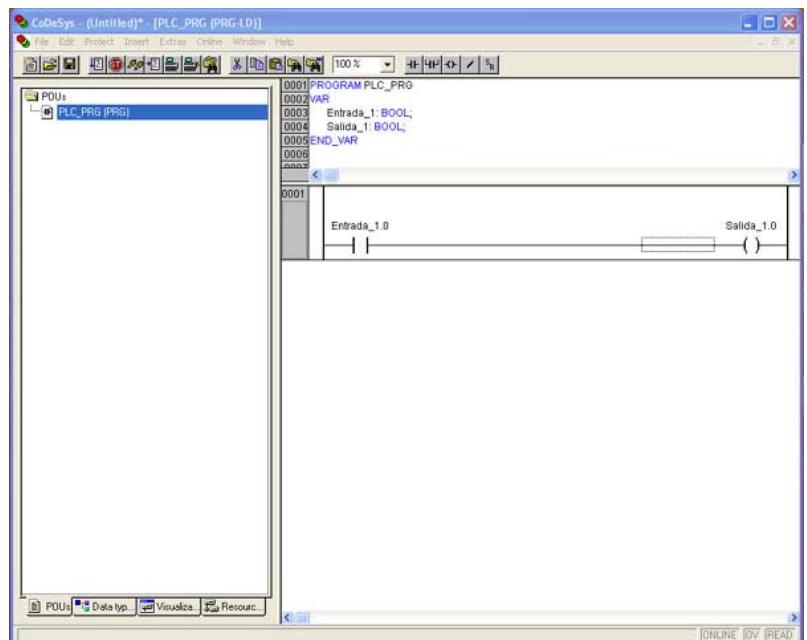 CoDeSys - (Untitled)* - [PLC_PRG (PRG-LD)]
File Edit Project Insert Extras Online Window Help
100 %
POUs
PLC_PRG (PRG)
0001 PROGRAM PLC_PRG
0002 VAR
0003 Entrada_1: BOOL;
0004 Salida_1: BOOL;
0005 END_VAR
0006
0007
0001
Entrada_1.0 Salida_1.0
POUs Data typ... Visualiza... Resourc...
ONLINE OV READ